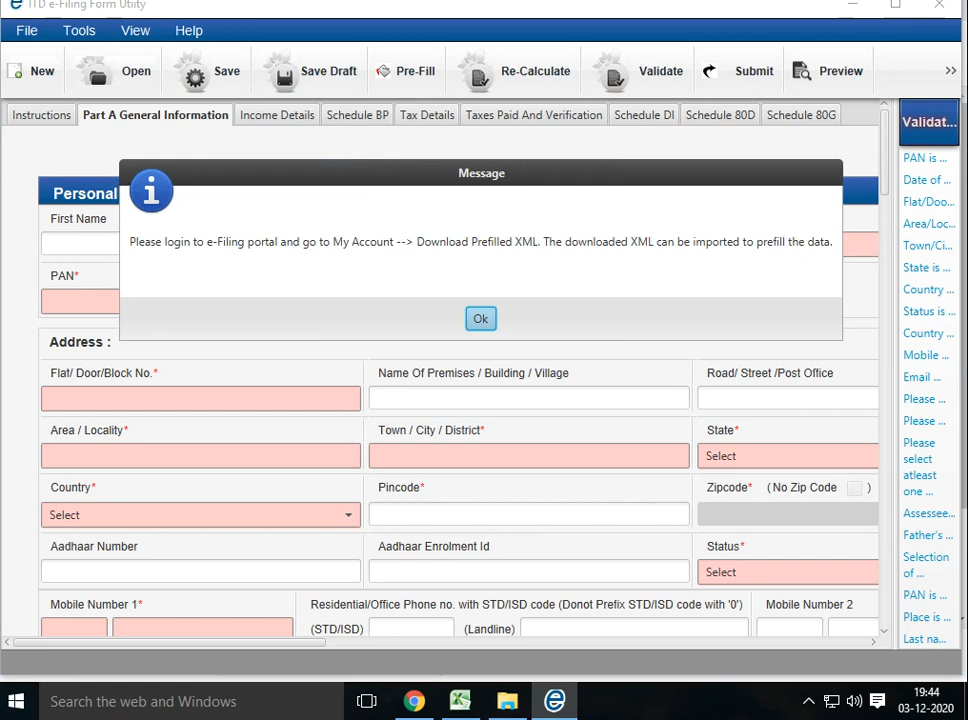 ITD e-Filing Form Utility
File Tools View Help
New Open Save Save Draft Pre-Fill Re-Calculate Validate Submit Preview >>
Instructions Part A General Information Income Details Schedule BP Tax Details Taxes Paid And Verification Schedule DI Schedule 80D Schedule 80G
Validat...
Message
Please login to e-Filing portal and go to My Account --> Download Prefilled XML. The downloaded XML can be imported to prefill the data.
Ok
Personal
First Name
PAN*
Address :
Flat/ Door/Block No.* Name Of Premises / Building / Village Road/ Street /Post Office
Area / Locality* Town / City / District* State*
Select
Country* Pincode* Zipcode* ( No Zip Code )
Select
Aadhaar Number Aadhaar Enrolment Id Status*
Select
Mobile Number 1* Residential/Office Phone no. with STD/ISD code (Donot Prefix STD/ISD code with '0') Mobile Number 2
(STD/ISD) (Landline)
PAN is ...
Date of ...
Flat/Doo...
Area/Loc...
Town/Ci...
State is ...
Country ...
Status is ...
Country ...
Mobile ...
Email ...
Please ...
Please ...
Please
select
atleast
one ...
Assessee...
Father's ...
Selection
of ...
PAN is ...
Place is ...
Last na...
Search the web and Windows
19:44
03-12-2020